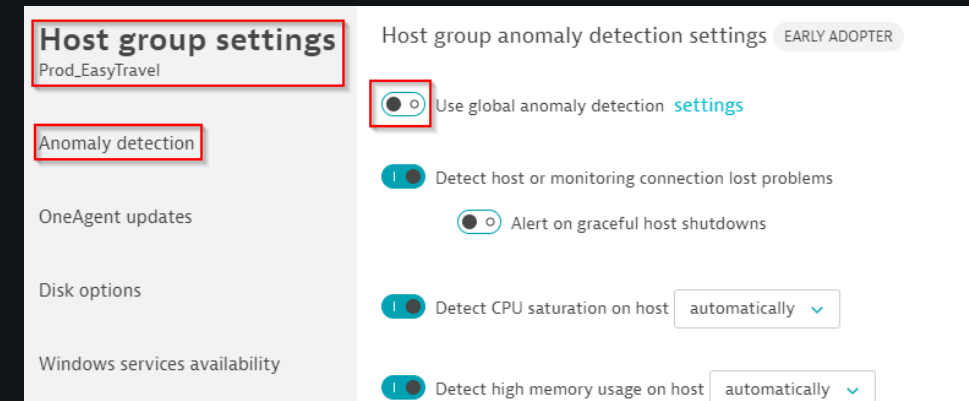 Host group settings
Prod_EasyTravel
Anomaly detection
OneAgent updates
Disk options
Windows services availability
Host group anomaly detection settings EARLY ADOPTER
Use global anomaly detection settings
Detect host or monitoring connection lost problems
Alert on graceful host shutdowns
Detect CPU saturation on host automatically
Detect high memory usage on host automatically